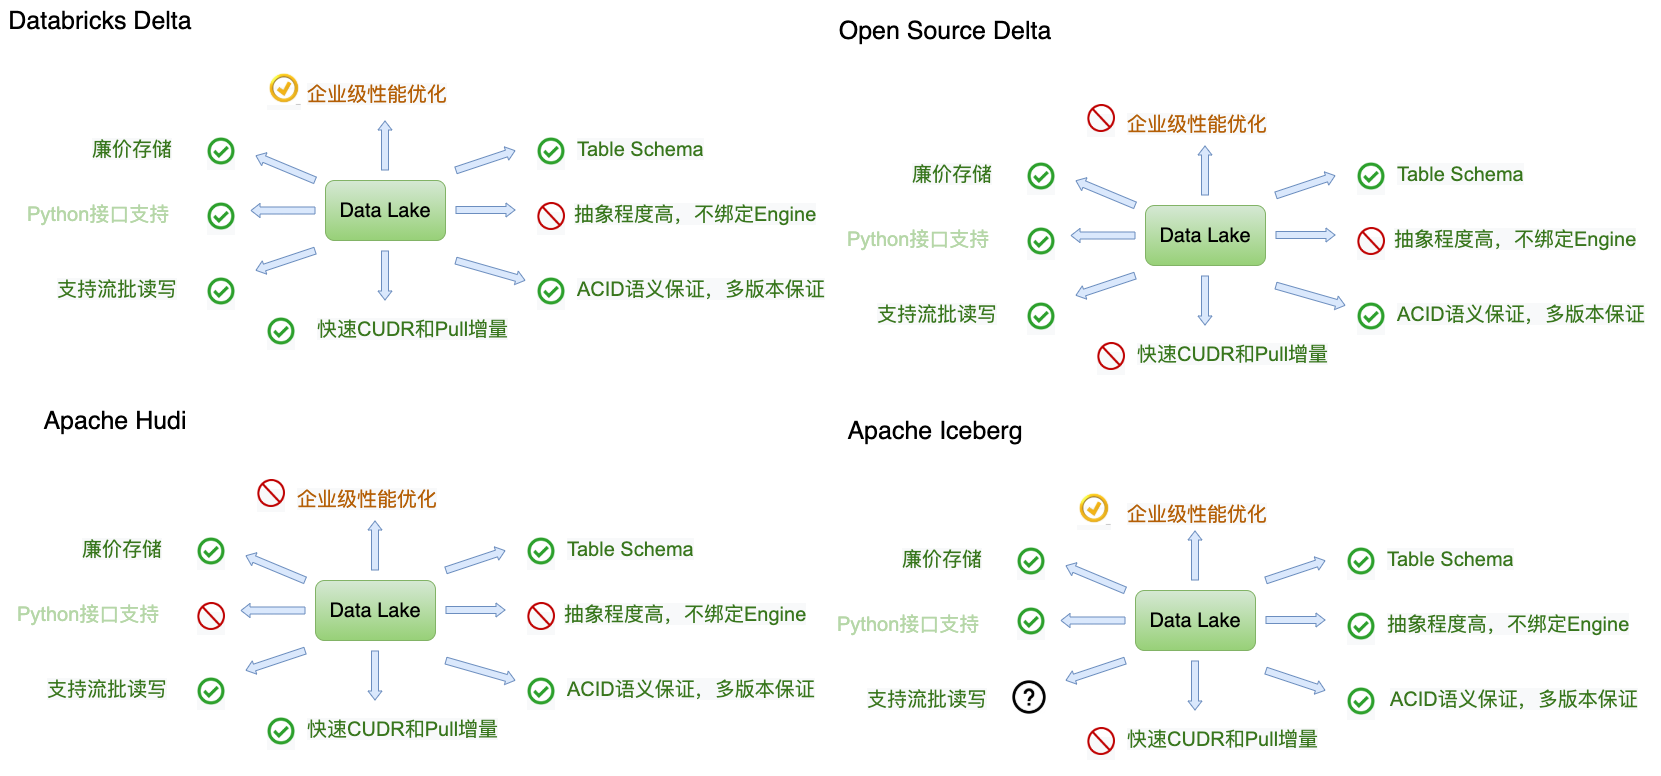 Databricks Delta
企业级性能优化
廉价存储
Table Schema
Data Lake
Python接口支持
抽象程度高，不绑定Engine
支持流批读写
ACID语义保证，多版本保证
快速CUDR和Pull增量
Open Source Delta
企业级性能优化
廉价存储
Table Schema
Data Lake
Python接口支持
抽象程度高，不绑定Engine
支持流批读写
ACID语义保证，多版本保证
快速CUDR和Pull增量
Apache Hudi
企业级性能优化
廉价存储
Table Schema
Data Lake
Python接口支持
抽象程度高，不绑定Engine
支持流批读写
ACID语义保证，多版本保证
快速CUDR和Pull增量
Apache Iceberg
企业级性能优化
廉价存储
Table Schema
Data Lake
Python接口支持
抽象程度高，不绑定Engine
支持流批读写
?
ACID语义保证，多版本保证
快速CUDR和Pull增量